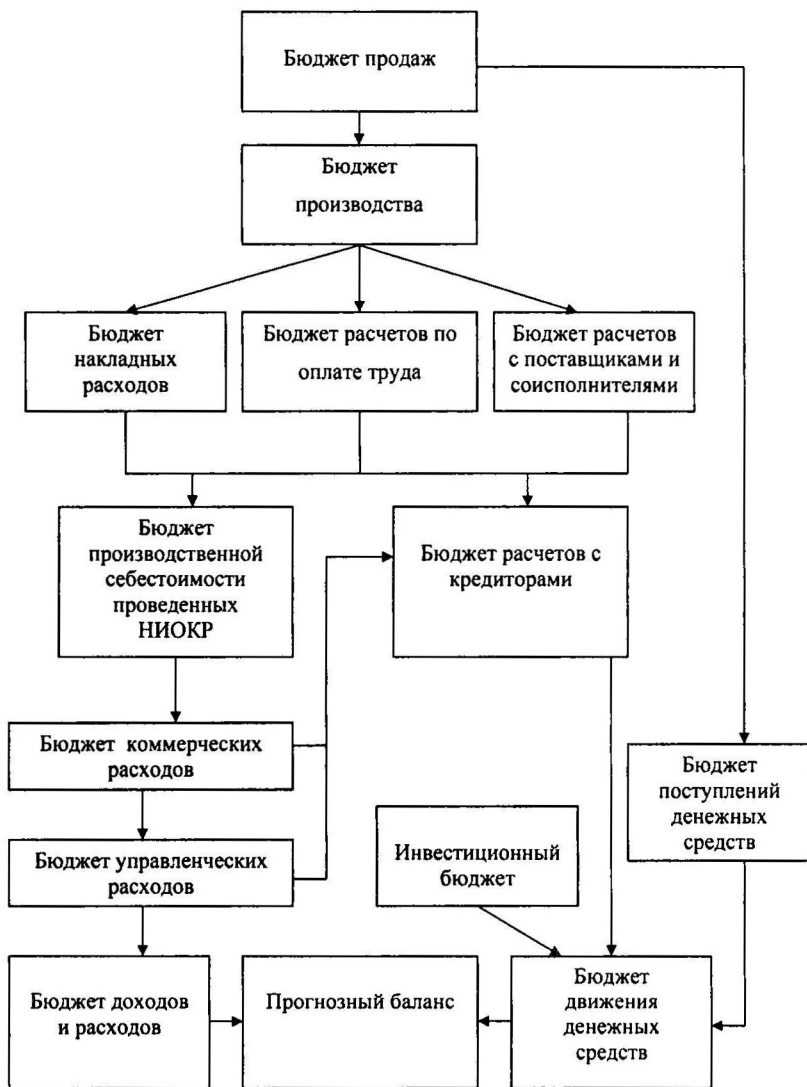 Бюджет продаж
Бюджет
производства
Бюджет
накладных
расходов
Бюджет расчетов по
оплате труда
Бюджет расчетов
с поставщиками и
соисполнителями
Бюджет
производственной
себестоимости
проведенных
НИОКР
Бюджет расчетов с
кредиторами
Бюджет коммерческих
расходов
Бюджет
поступлений
денежных
средств
Бюджет управленческих
расходов
Инвестиционный
бюджет
Бюджет доходов
и расходов
Прогнозный баланс
Бюджет
движения
денежных
средств